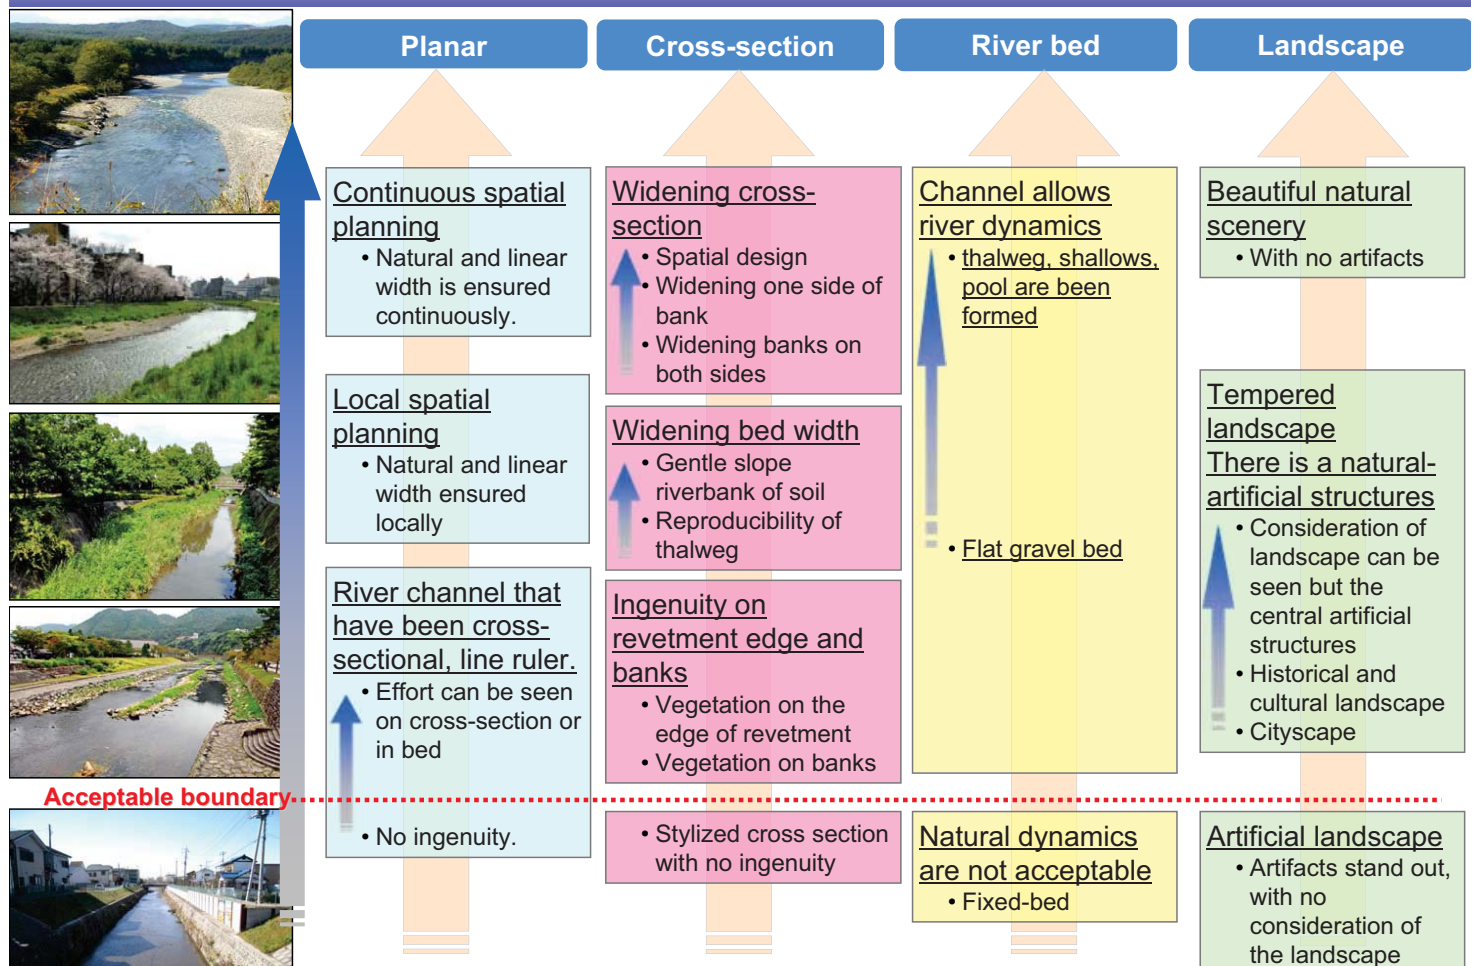 Planar
Continuous spatial
planning
• Natural and linear
width is ensured
continuously.
Local spatial
planning
• Natural and linear
width ensured
locally
River channel that
have been cross-
sectional, line ruler.
• Effort can be seen
on cross-section or
in bed
• No ingenuity.
Cross-section
Widening cross-
section
• Spatial design
• Widening one side of
bank
• Widening banks on
both sides
Widening bed width
• Gentle slope
riverbank of soil
• Reproducibility of
thalweg
Ingenuity on
revetment edge and
banks
• Vegetation on the
edge of revetment
• Vegetation on banks
• Stylized cross section
with no ingenuity
River bed
Channel allows
river dynamics
• thalweg, shallows,
pool are been
formed
• Flat gravel bed
Natural dynamics
are not acceptable
• Fixed-bed
Landscape
Beautiful natural
scenery
• With no artifacts
Tempered
landscape
There is a natural-
artificial structures
• Consideration of
landscape can be
seen but the
central artificial
structures
• Historical and
cultural landscape
• Cityscape
Artificial landscape
• Artifacts stand out,
with no
consideration of
the landscape
Acceptable boundary